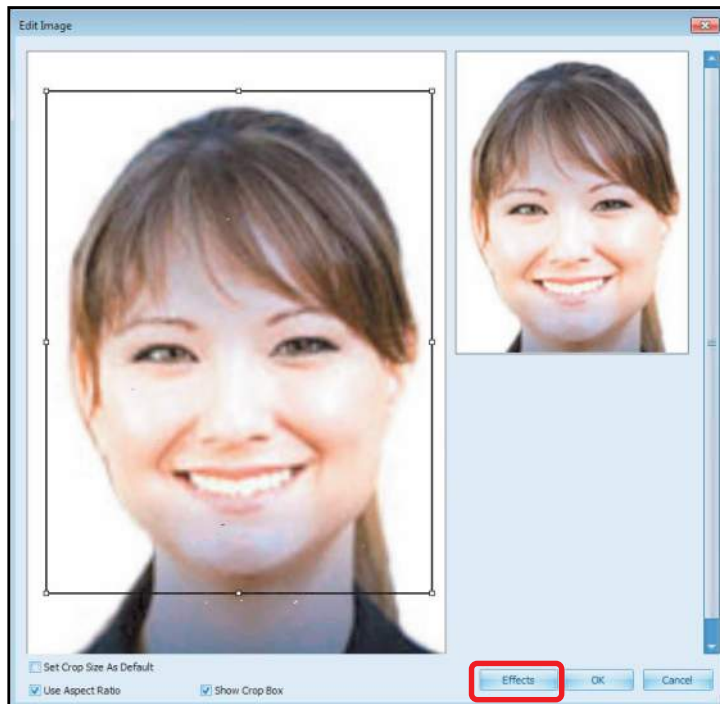 Edit Image
Set Crop Size As Default
Use Aspect Ratio
Show Crop Box
Effects
OK
Cancel